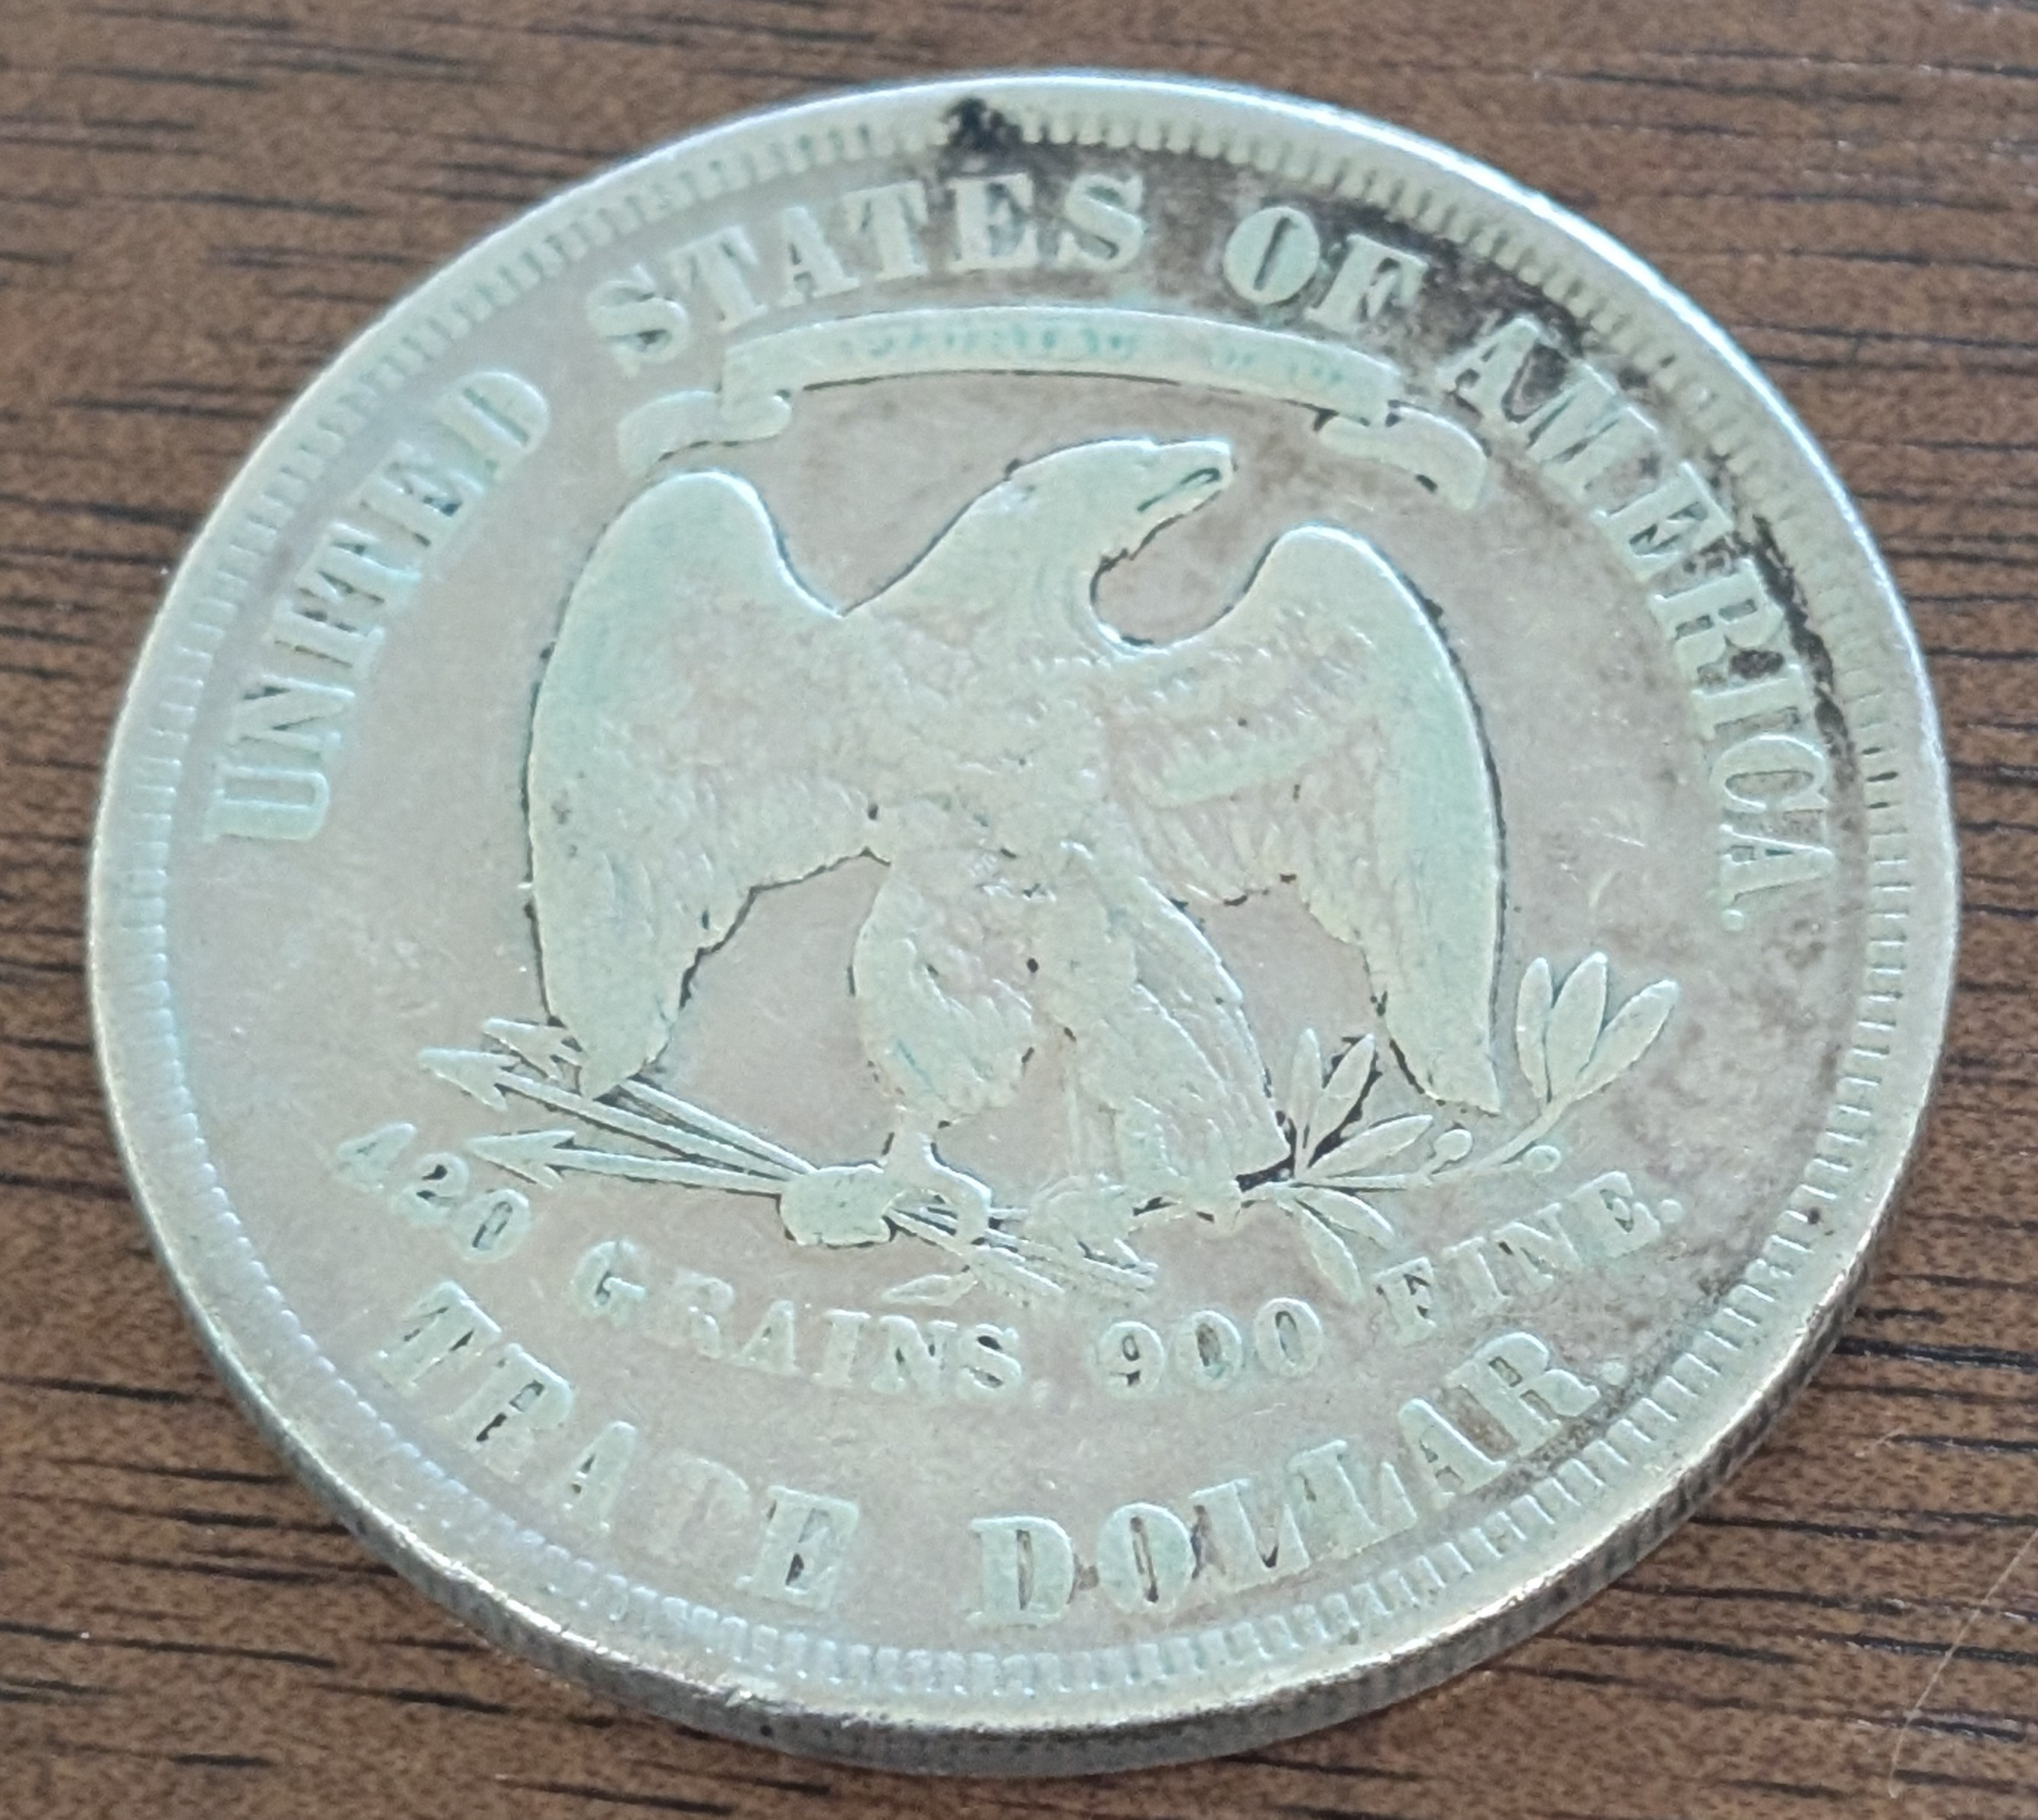 UNITED STATES OF AMERICA.
420 GRAINS 900 FINE.
TRADE DOLLAR.